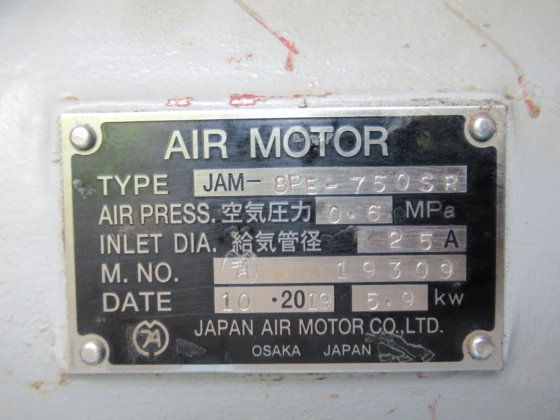 AIR MOTOR
TYPE JAM- 8PE-750SR
AIR PRESS. 空気圧力 0.6 MPa
INLET DIA. 給気管径 25 A
M. NO. 19309
DATE 10 ・2019 5.9 kw
JAPAN AIR MOTOR CO.,LTD.
OSAKA JAPAN